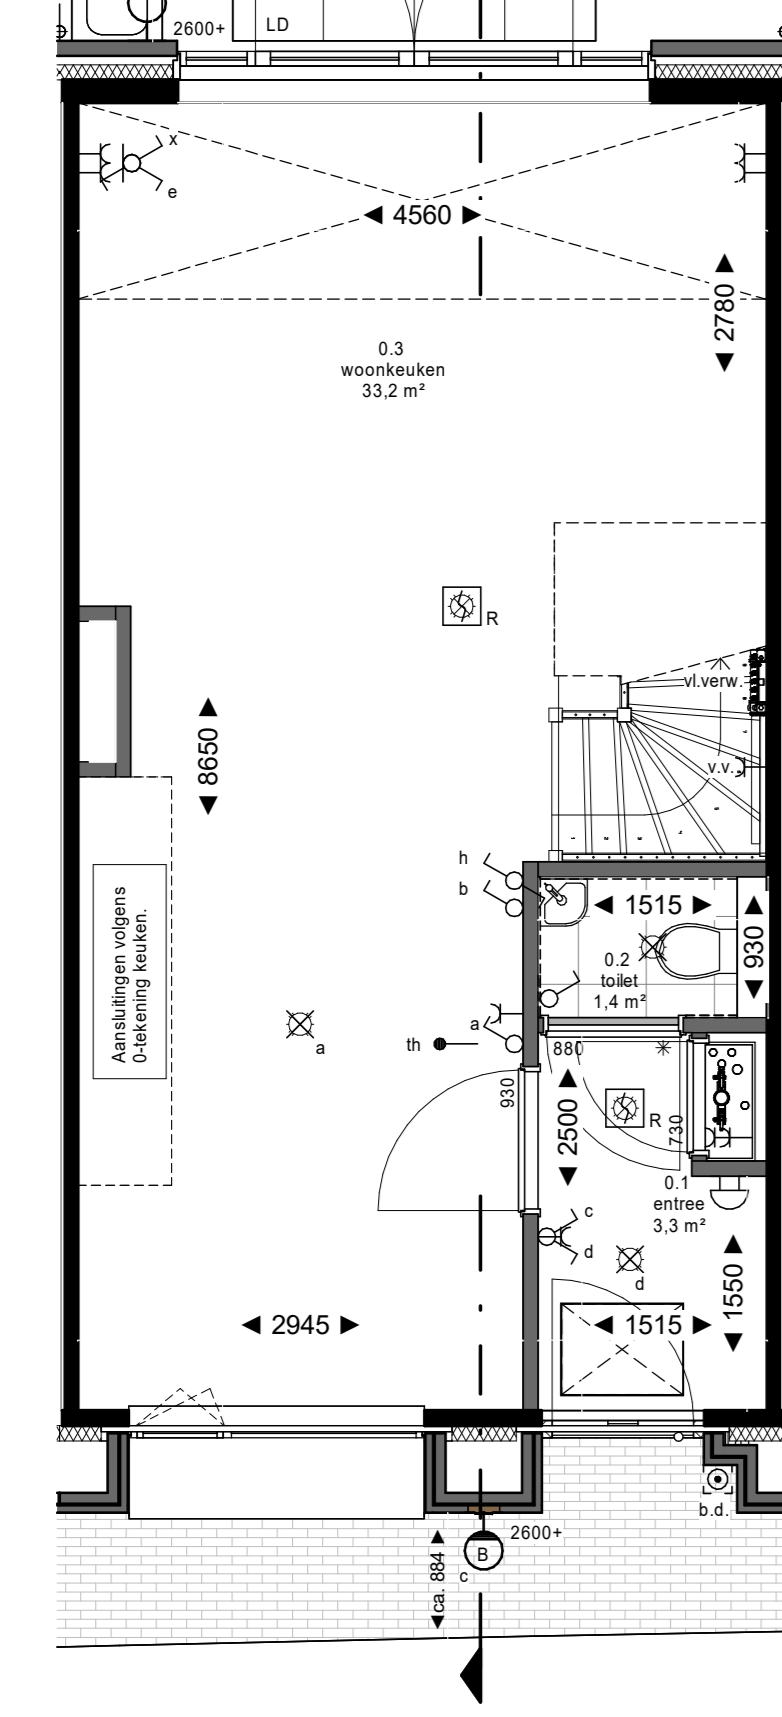 2600+
LD
x
e
4560
2780
0.3
woonkeuken
33,2 m²
R
vl.verw.
v.v.
8650
h
b
1515
930
0.2
toilet
1,4 m²
Aansluitingen volgens
0-tekening keuken.
a
a
th
880
930
2500
R
730
0.1
entree
3,3 m²
c
d
d
1550
2945
1515
b.d.
2600+
B
c
ca. 884